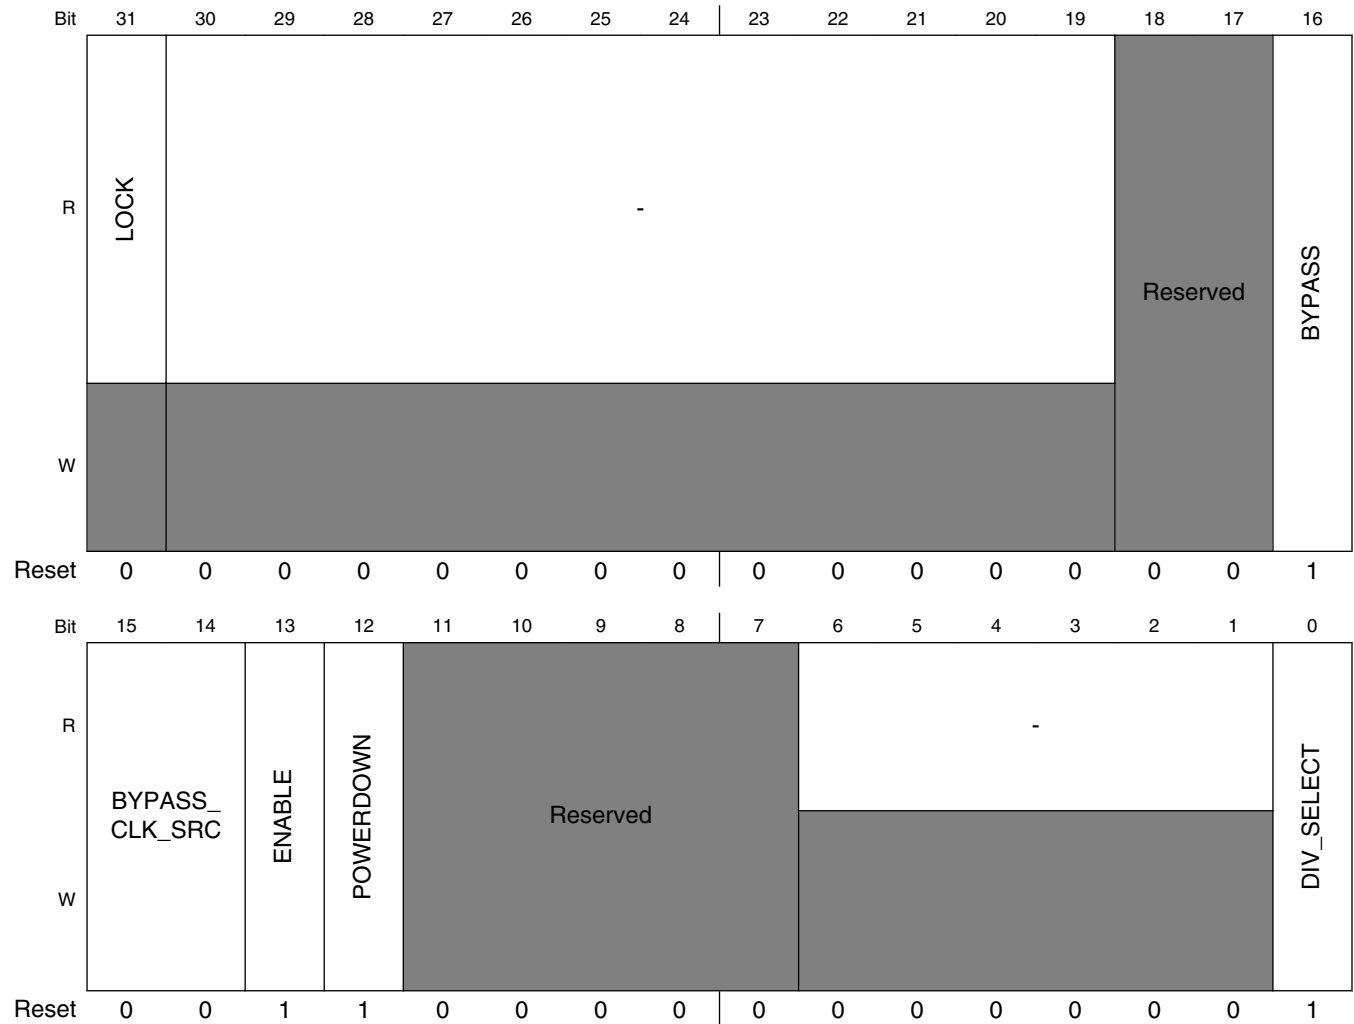 Bit 31 30 29 28 27 26 25 24 23 22 21 20 19 18 17 16
R LOCK - Reserved BYPASS
W
Reset 0 0 0 0 0 0 0 0 0 0 0 0 0 0 0 1
Bit 15 14 13 12 11 10 9 8 7 6 5 4 3 2 1 0
R BYPASS_ ENABLE POWERDOWN Reserved - DIV_SELECT
CLK_SRC
W
Reset 0 0 1 1 0 0 0 0 0 0 0 0 0 0 0 1